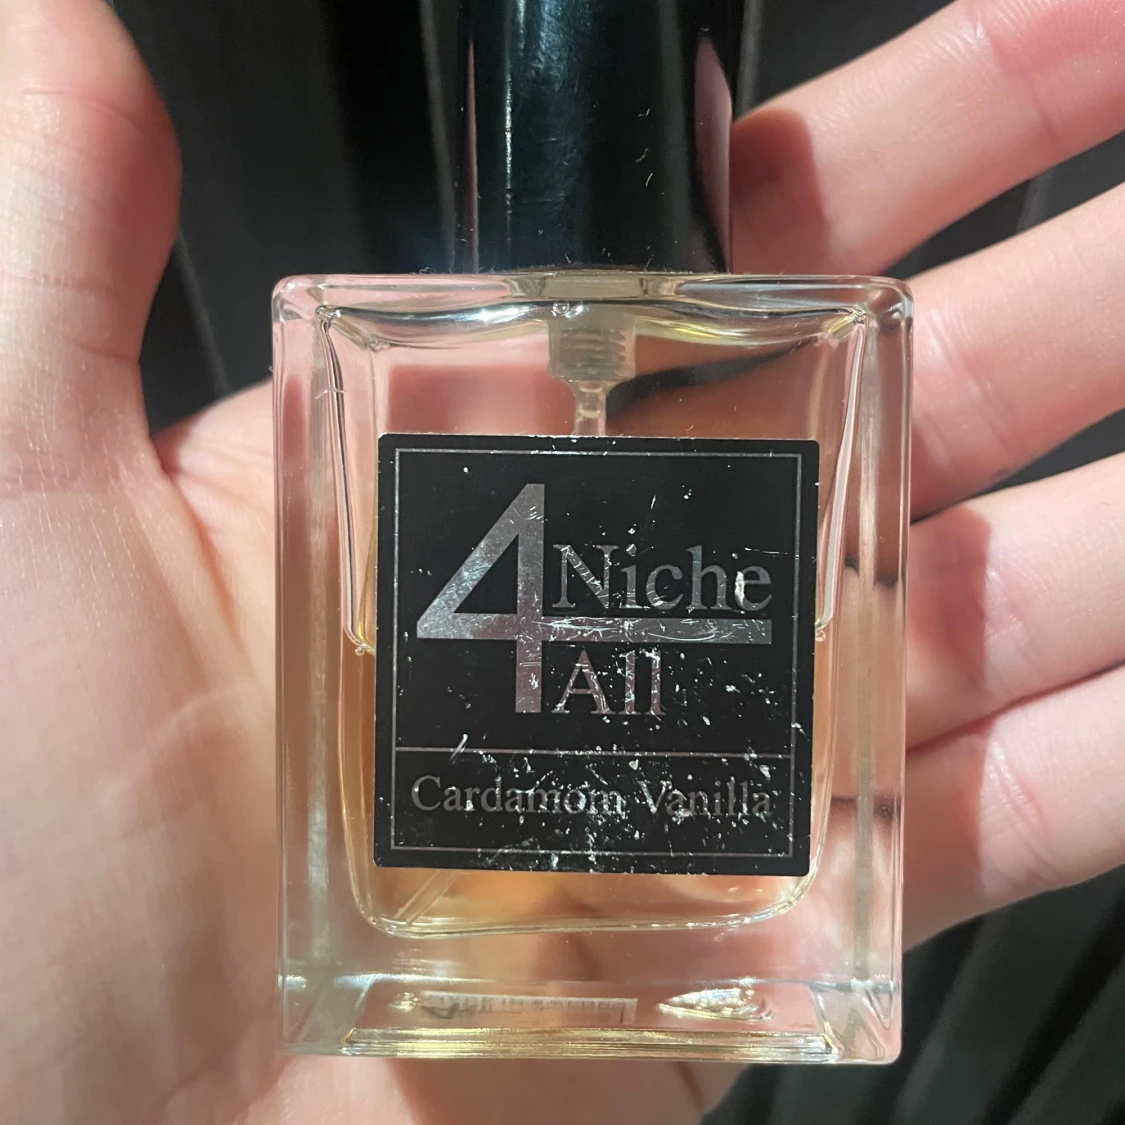 4 Niche
All
Cardamom Vanilla